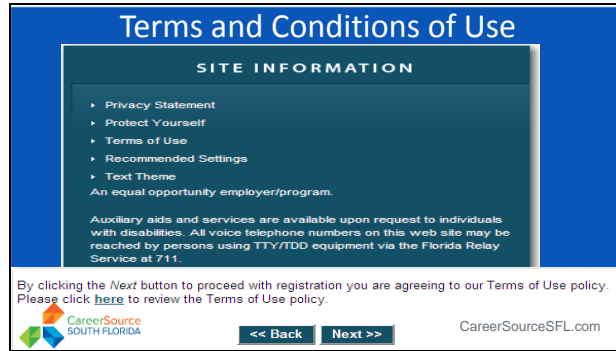 Terms and Conditions of Use
SITE INFORMATION
Privacy Statement
Protect Yourself
Terms of Use
Recommended Settings
Text Theme
An equal opportunity employer/program.
Auxiliary aids and services are available upon request to individuals
with disabilities. All voice telephone numbers on this web site may be
reached by persons using TTY/TDD equipment via the Florida Relay
Service at 711.
By clicking the Next button to proceed with registration you are agreeing to our Terms of Use policy.
Please click here to review the Terms of Use policy.
CareerSource
SOUTH FLORIDA
<< Back Next >>
CareerSourceSFL.com